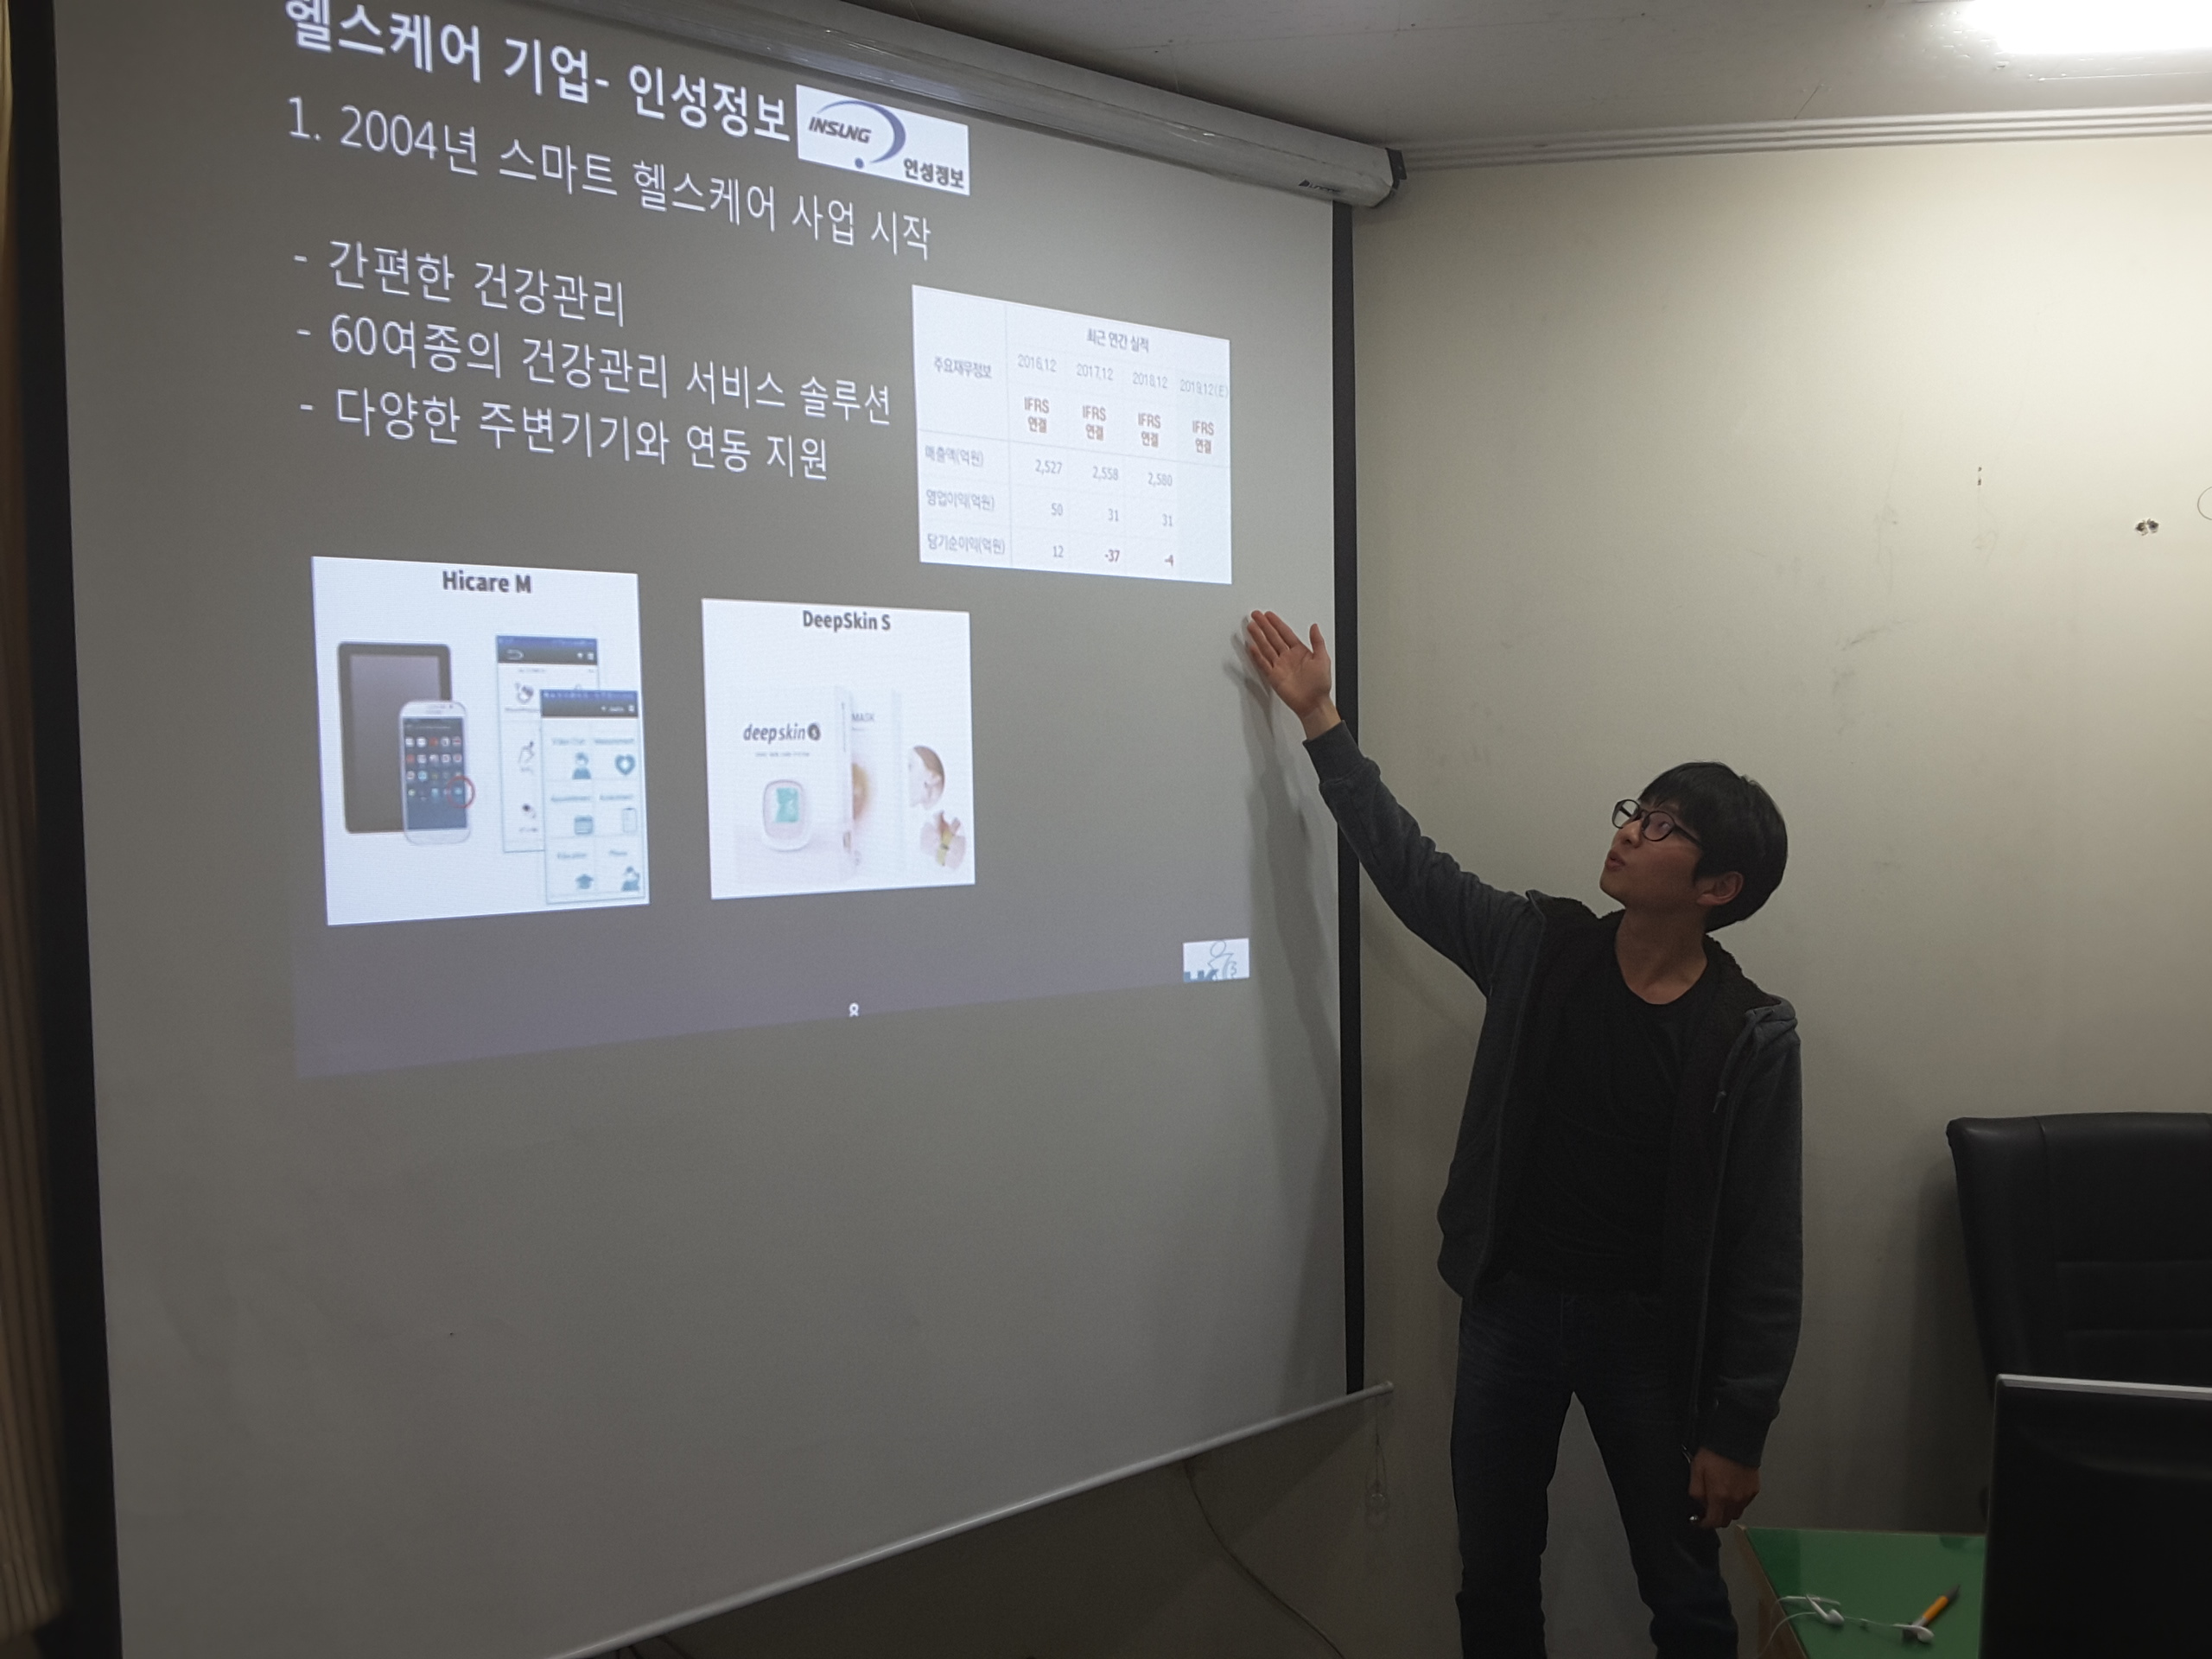 헬스케어 기업- 인성정보
INSUNG
인성정보
1. 2004년 스마트 헬스케어 사업 시작
- 간편한 건강관리
- 60여종의 건강관리 서비스 솔루션
- 다양한 주변기기와 연동 지원
주요재무정보 최근 연간 실적
2016.12 2017.12 2018.12 2019.12(E)
IFRS 연결 IFRS 연결 IFRS 연결 IFRS 연결
매출액(억원) 2,527 2,558 2,580
영업이익(억원) 50 31 31
당기순이익(억원) 12 -37 -4
Hicare M
DeepSkin S
deep skin S
MASK
8